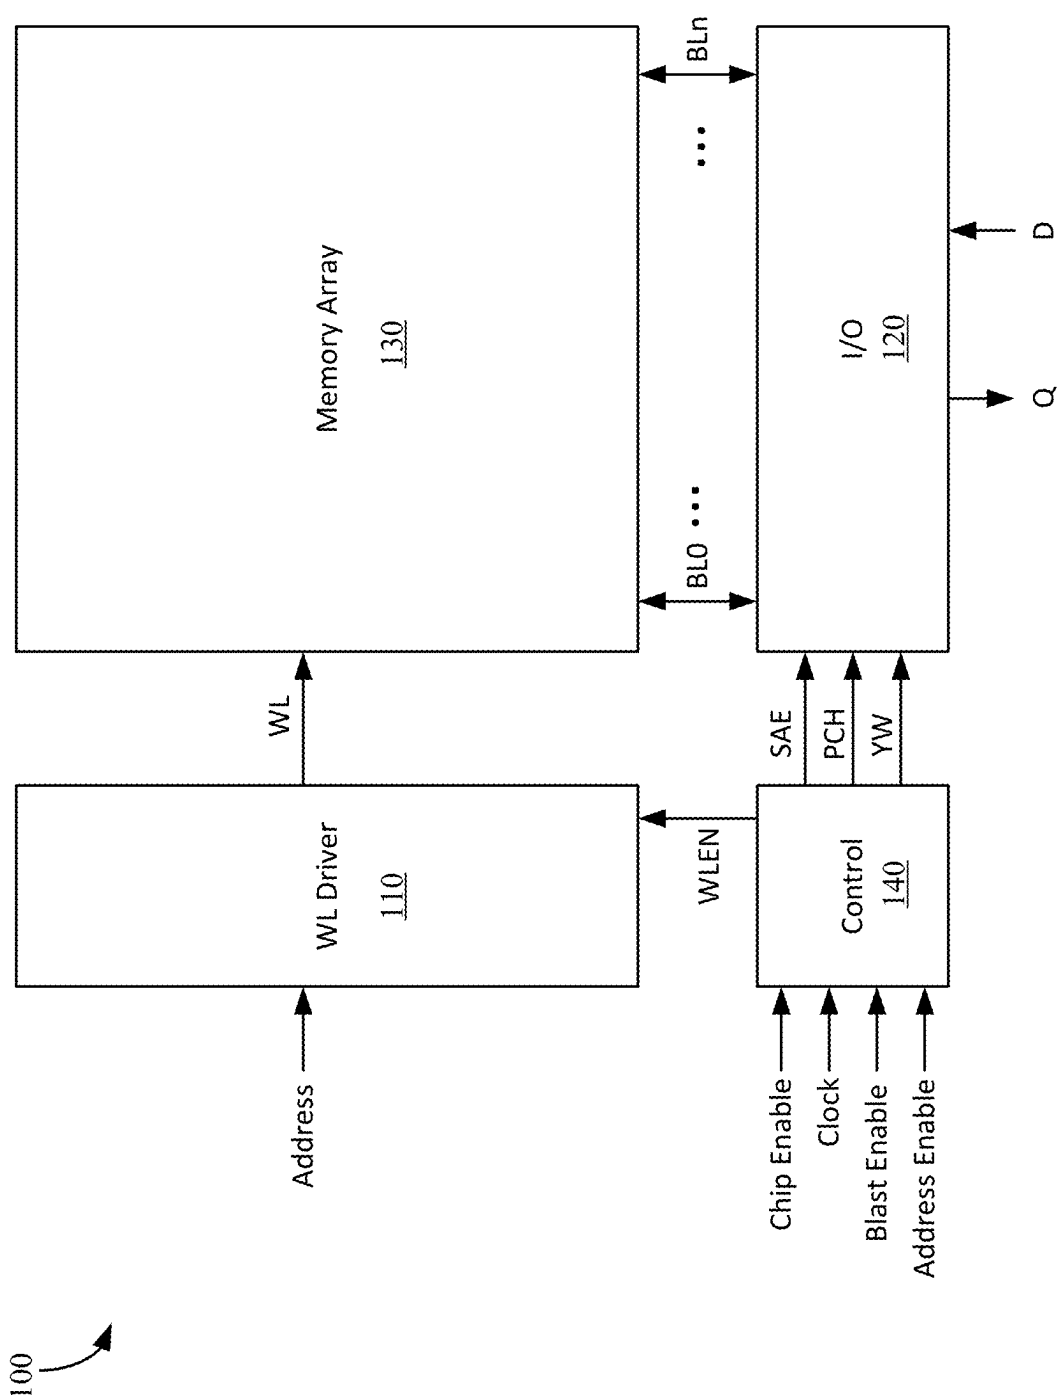 100
Address
WL Driver
110
WL
Memory Array
130
WLEN
BL0
...
...
BLn
Chip Enable
Clock
Blast Enable
Address Enable
Control
140
SAE
PCH
YW
I/O
120
Q
D